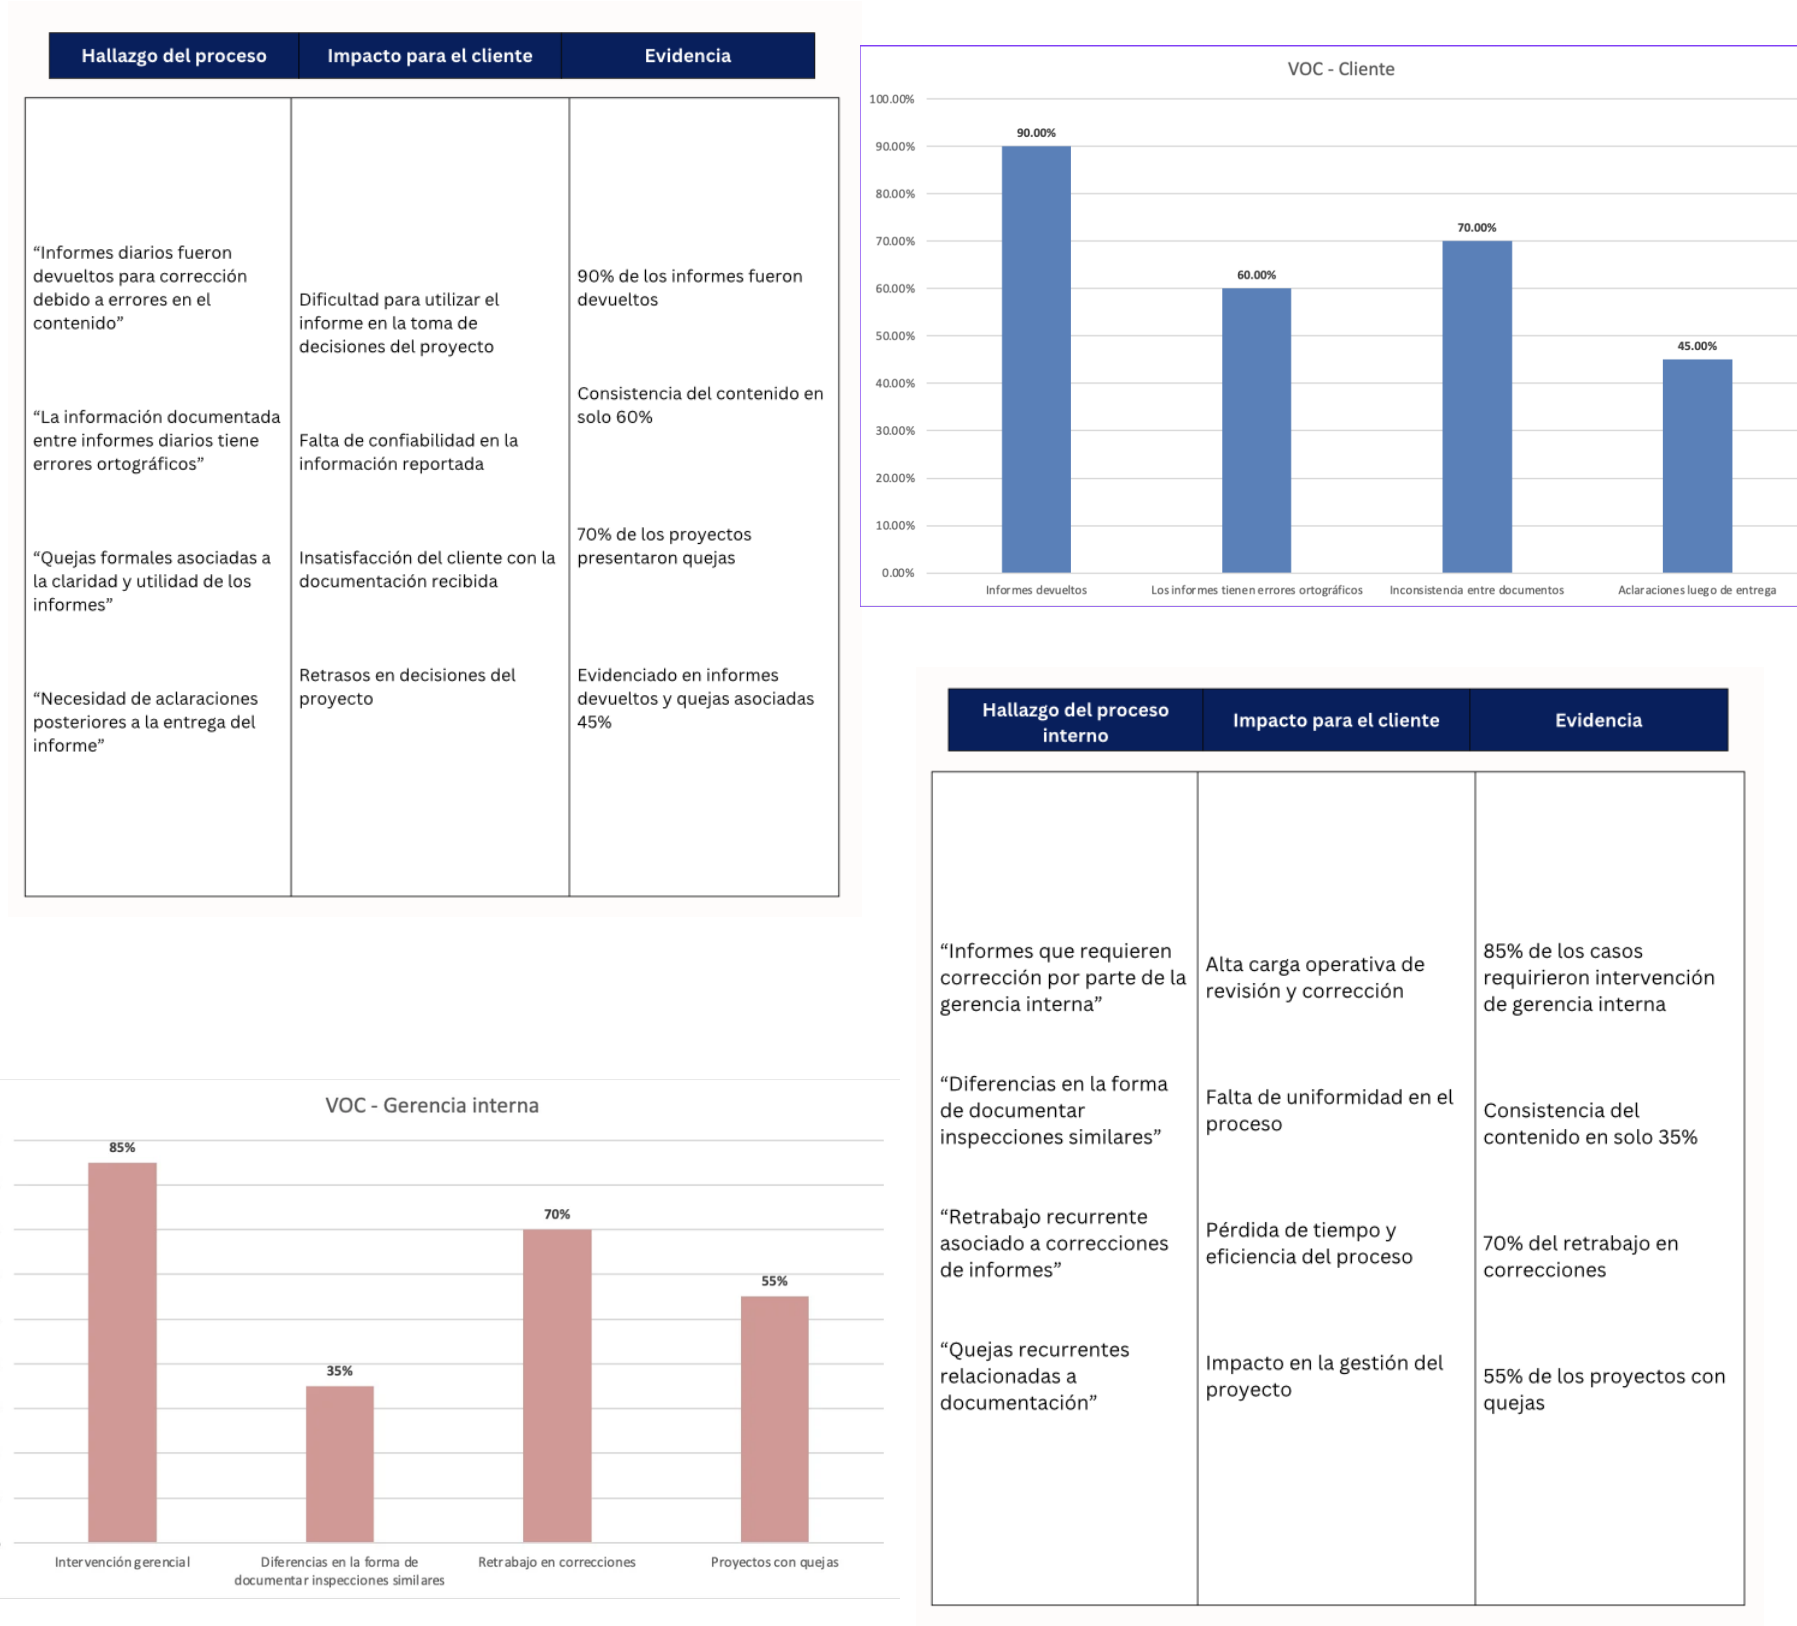 Hallazgo del proceso
Impacto para el cliente
Evidencia
“Informes diarios fueron
devueltos para corrección
debido a errores en el
contenido”
“La información documentada
entre informes diarios tiene
errores ortográficos”
“Quejas formales asociadas a
la claridad y utilidad de los
informes”
“Necesidad de aclaraciones
posteriores a la entrega del
informe”
Dificultad para utilizar el
informe en la toma de
decisiones del proyecto
Falta de confiabilidad en la
información reportada
Insatisfacción del cliente con la
documentación recibida
Retrasos en decisiones del
proyecto
90% de los informes fueron
devueltos
Consistencia del contenido en
solo 60%
70% de los proyectos
presentaron quejas
Evidenciado en informes
devueltos y quejas asociadas
45%
VOC - Cliente
100.00%
90.00%
80.00%
70.00%
60.00%
50.00%
40.00%
30.00%
20.00%
10.00%
0.00%
90.00%
60.00%
70.00%
45.00%
Informes devueltos
Los informes tienen errores ortográficos
Inconsistencia entre documentos
Aclaraciones luego de entrega
VOC - Gerencia interna
85%
35%
70%
55%
Intervención gerencial
Diferencias en la forma de
documentar inspecciones similares
Retrabajo en correcciones
Proyectos con quejas
Hallazgo del proceso
interno
Impacto para el cliente
Evidencia
“Informes que requieren
corrección por parte de la
gerencia interna”
“Diferencias en la forma
de documentar
inspecciones similares”
“Retrabajo recurrente
asociado a correcciones
de informes”
“Quejas recurrentes
relacionadas a
documentación”
Alta carga operativa de
revisión y corrección
Falta de uniformidad en el
proceso
Pérdida de tiempo y
eficiencia del proceso
Impacto en la gestión del
proyecto
85% de los casos
requirieron intervención
de gerencia interna
Consistencia del
contenido en solo 35%
70% del retrabajo en
correcciones
55% de los proyectos con
quejas